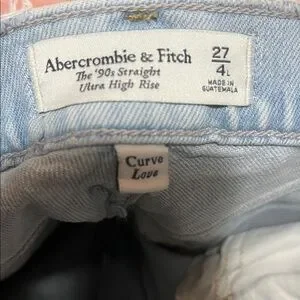 Abercrombie & Fitch
The '90s Straight
Ultra High Rise
27
4L
MADE IN
GUATEMALA
Curve
Love